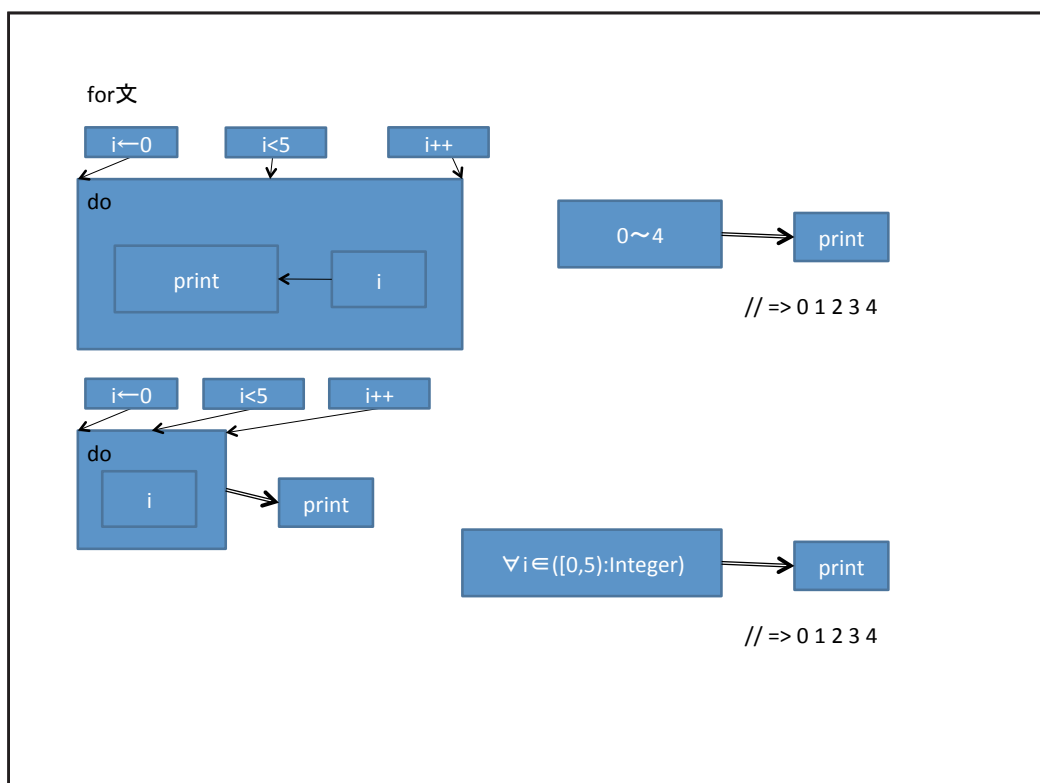 for文
i←0
i<5
i++
do
print
i
0～4
print
// => 0 1 2 3 4
i←0
i<5
i++
do
i
print
∀i∈([0,5):Integer)
print
// => 0 1 2 3 4